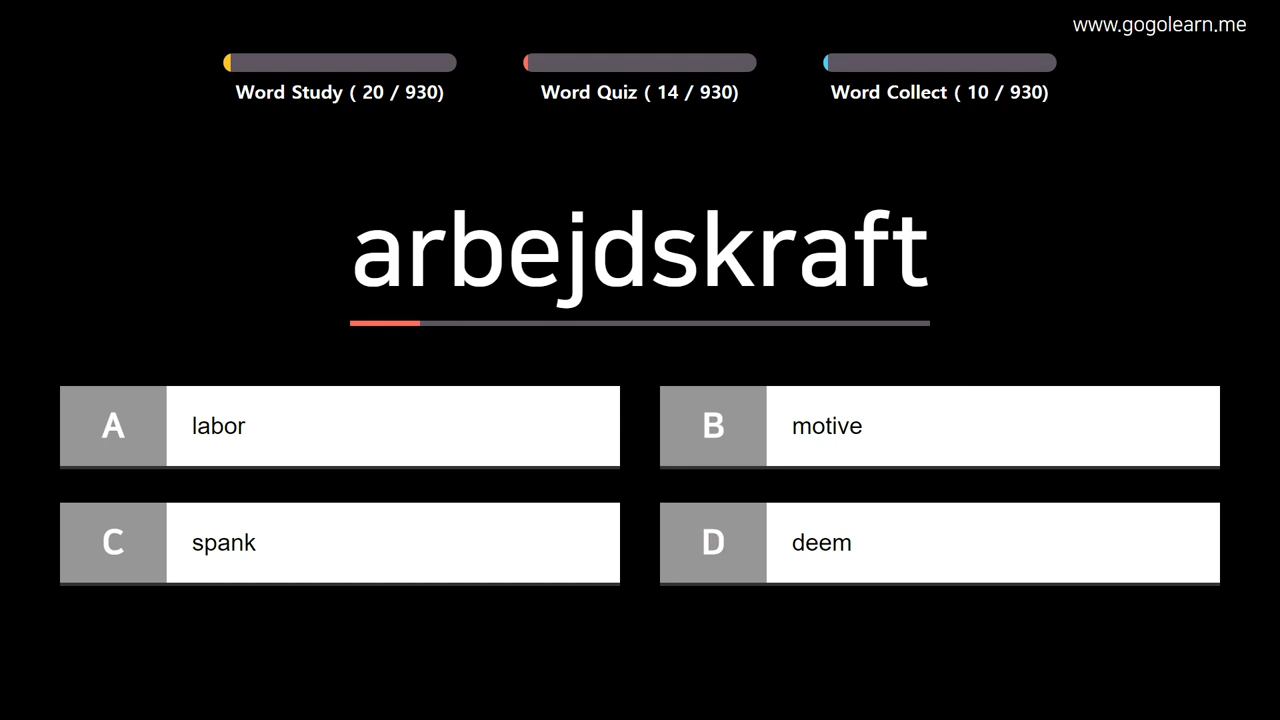 www.gogolearn.me
Word Study ( 20 / 930)
Word Quiz ( 14 / 930)
Word Collect ( 10 / 930)
arbejdskraft
A labor
B motive
C spank
D deem